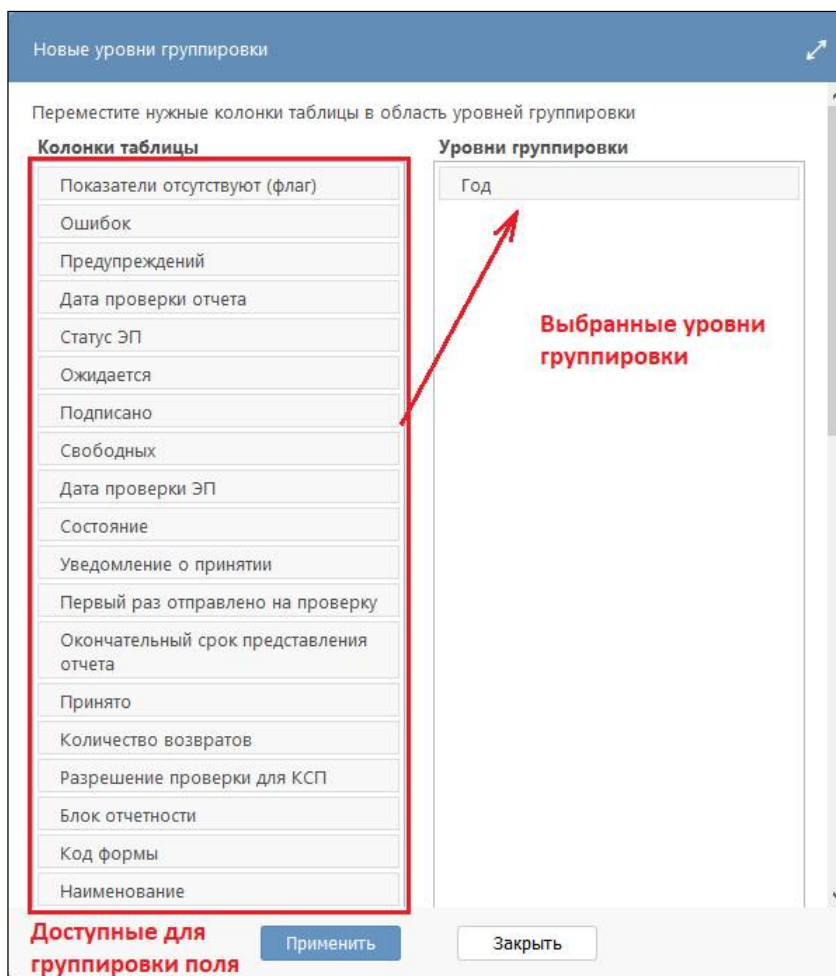 Новые уровни группировки
Переместите нужные колонки таблицы в область уровней группировки
Колонки таблицы
Уровни группировки
Показатели отсутствуют (флаг)
Год
Ошибок
Предупреждений
Дата проверки отчета
Статус ЭП
Выбранные уровни
группировки
Ожидается
Подписано
Свободных
Дата проверки ЭП
Состояние
Уведомление о принятии
Первый раз отправлено на проверку
Окончательный срок представления
отчета
Принято
Количество возвратов
Разрешение проверки для КСП
Блок отчетности
Код формы
Наименование
Доступные для
группировки поля
Применить
Закрыть